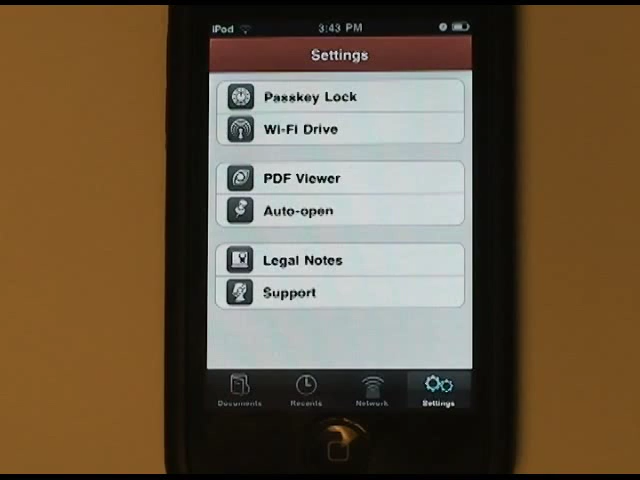 iPod 3:43 PM
Settings
Passkey Lock
Wi-Fi Drive
PDF Viewer
Auto-open
Legal Notes
Support
Documents Recents Network Settings